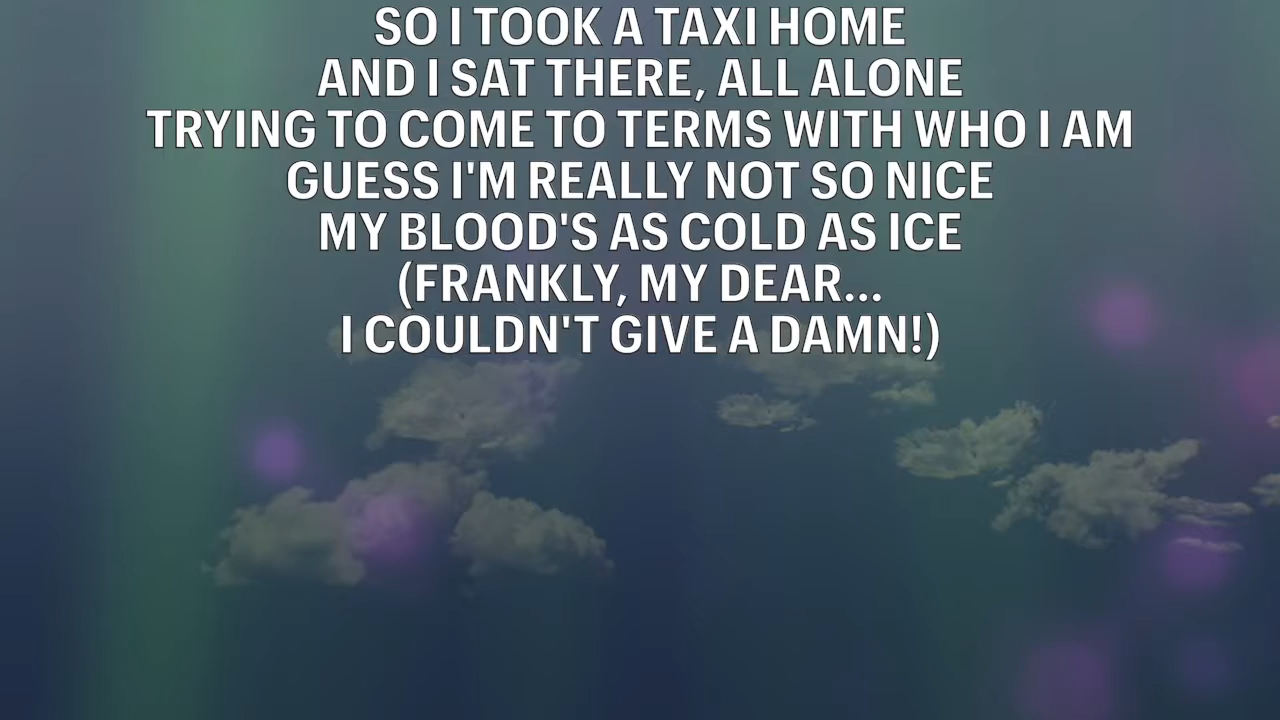 SO I TOOK A TAXI HOME
AND I SAT THERE, ALL ALONE
TRYING TO COME TO TERMS WITH WHO I AM
GUESS I'M REALLY NOT SO NICE
MY BLOOD'S AS COLD AS ICE
(FRANKLY, MY DEAR...
I COULDN'T GIVE A DAMN!)